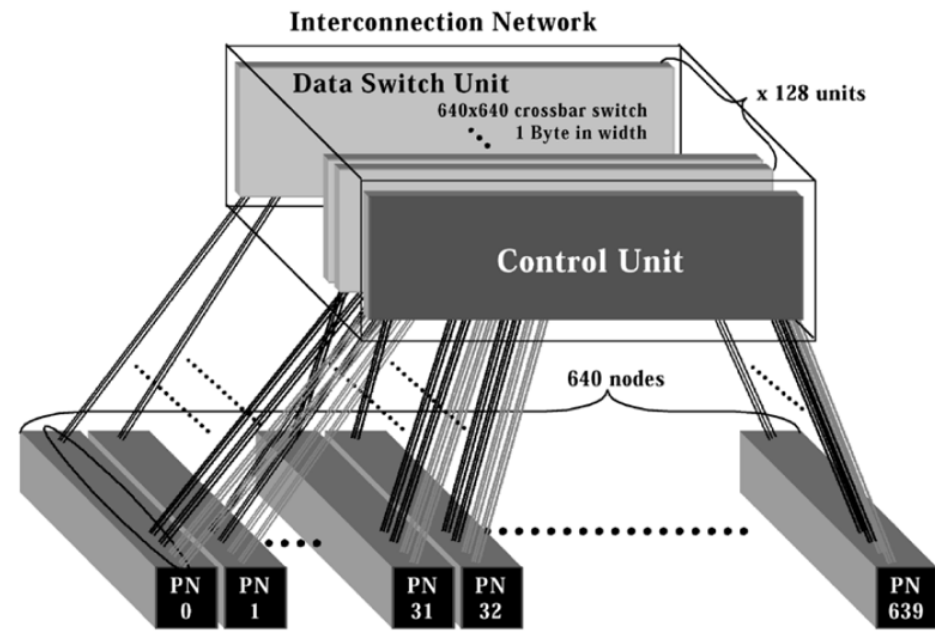 Interconnection Network
Data Switch Unit
640x640 crossbar switch
1 Byte in width
x 128 units
Control Unit
640 nodes
PN
0
PN
1
PN
31
PN
32
PN
639